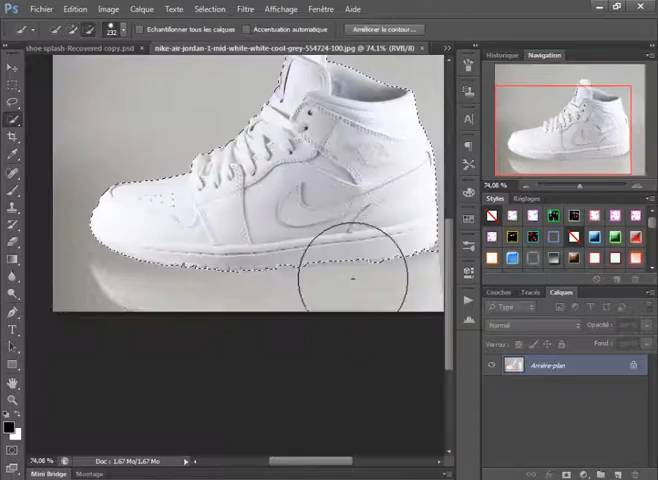 Ps Fichier Edition Image Calque Texte Sélection Filtre Affichage Fenêtre Aide
232 Echantillonner tous les calques Accentuation automatique Améliorer le contour...
shoe splash-Recovered copy.psd × nike-air-jordan-1-mid-white-white-cool-grey-554724-100.jpg @ 74,1% (RVB/8) ×
Historique Navigation
74,08 %
Styles Réglages
Coucher Tracés Calques
Type
Normal Opacité :
Verrou : Fond :
Arrière-plan
74,08 % Doc : 1,67 Mo/1,67 Mo
Mini Bridge Montage